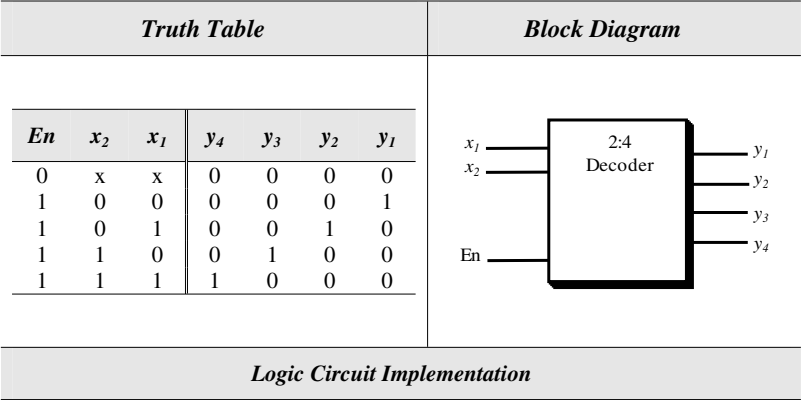 Truth Table
Block Diagram
En x2 x1 y4 y3 y2 y1
0 x x 0 0 0 0
1 0 0 0 0 0 1
1 0 1 0 0 1 0
1 1 0 0 1 0 0
1 1 1 1 0 0 0
x1
x2
En
2:4
Decoder
y1
y2
y3
y4
Logic Circuit Implementation